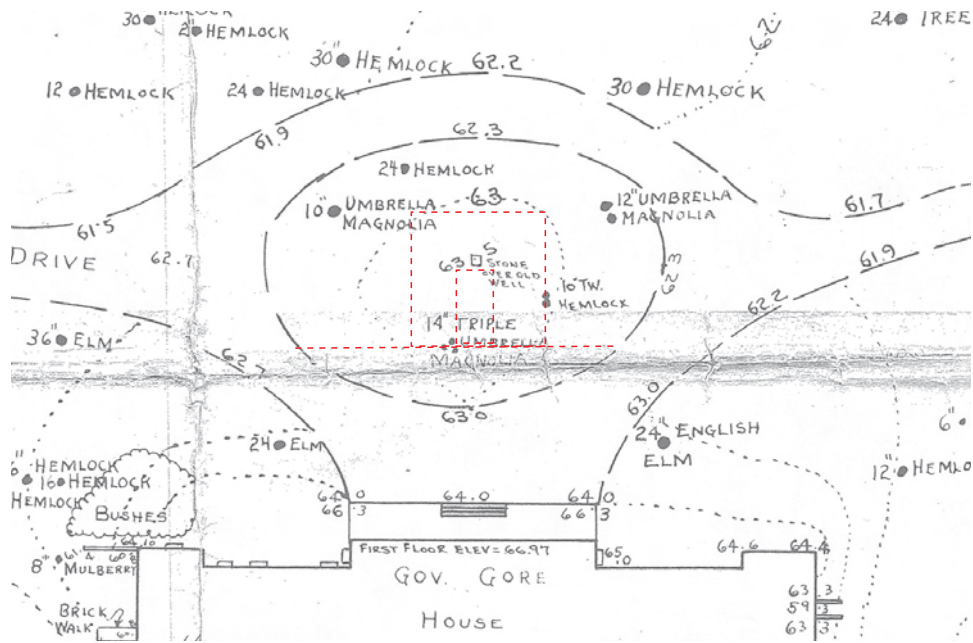 30" HEMLOCK
2 HEMLOCK
24 TREE
30" HEMLOCK
62.2
6.2
12 HEMLOCK
24 HEMLOCK
30 HEMLOCK
61.9
62.3
24 HEMLOCK
63
10" UMBRELLA
MAGNOLIA
12" UMBRELLA
MAGNOLIA
61.7
61.5
DRIVE
62.7
63
S
STONE
OVER OLD
WELL
62.3
61.9
10" TW.
HEMLOCK
62.2
14" TRIPLE
UMBRELLA
MAGNOLIA
36" ELM
62.7
63.0
63.0
24 ELM
24" ENGLISH
ELM
6"
HEMLOCK
16 HEMLOCK
HEMLOCK
12" HEMLO
BUSHES
64.0
64.0
64.0
66.3
66.3
FIRST FLOOR ELEV = 66.97
65.0
64.6
64.4
8" MULBERRY
GOV. GORE
HOUSE
BRICK
WALK
63.3
59.3
63.3